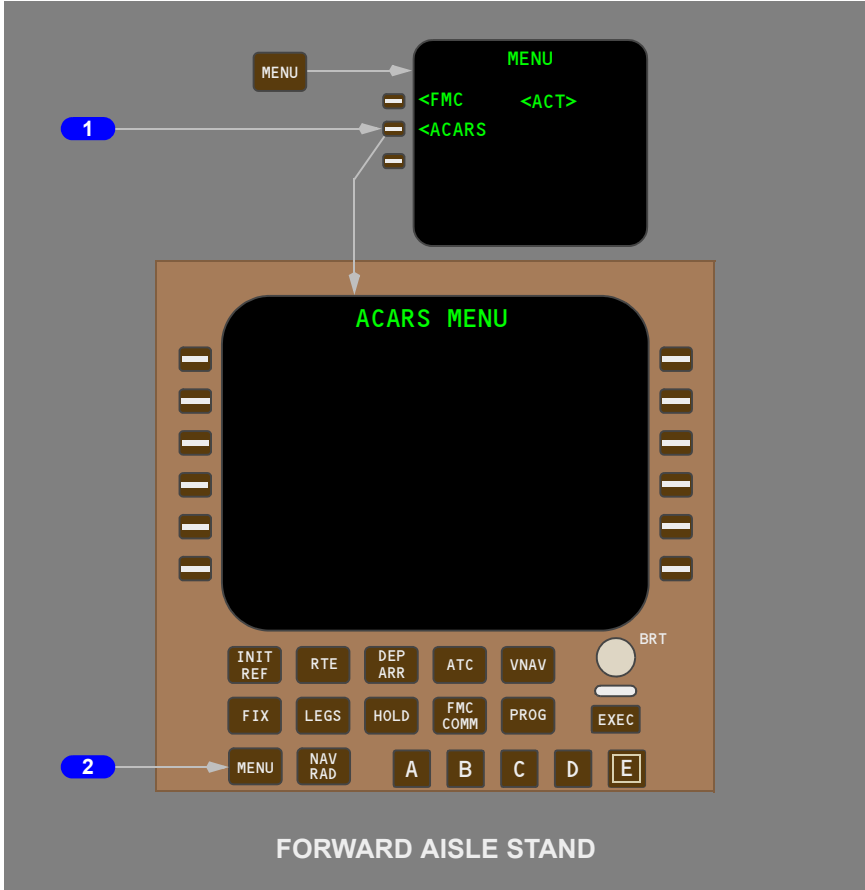 MENU
MENU
<FMC <ACT>
1
<ACARS
ACARS MENU
BRT
INIT
REF
RTE
DEP
ARR
ATC
VNAV
FIX
LEGS
HOLD
FMC
COMM
PROG
EXEC
2
MENU
NAV
RAD
A
B
C
D
E
FORWARD AISLE STAND